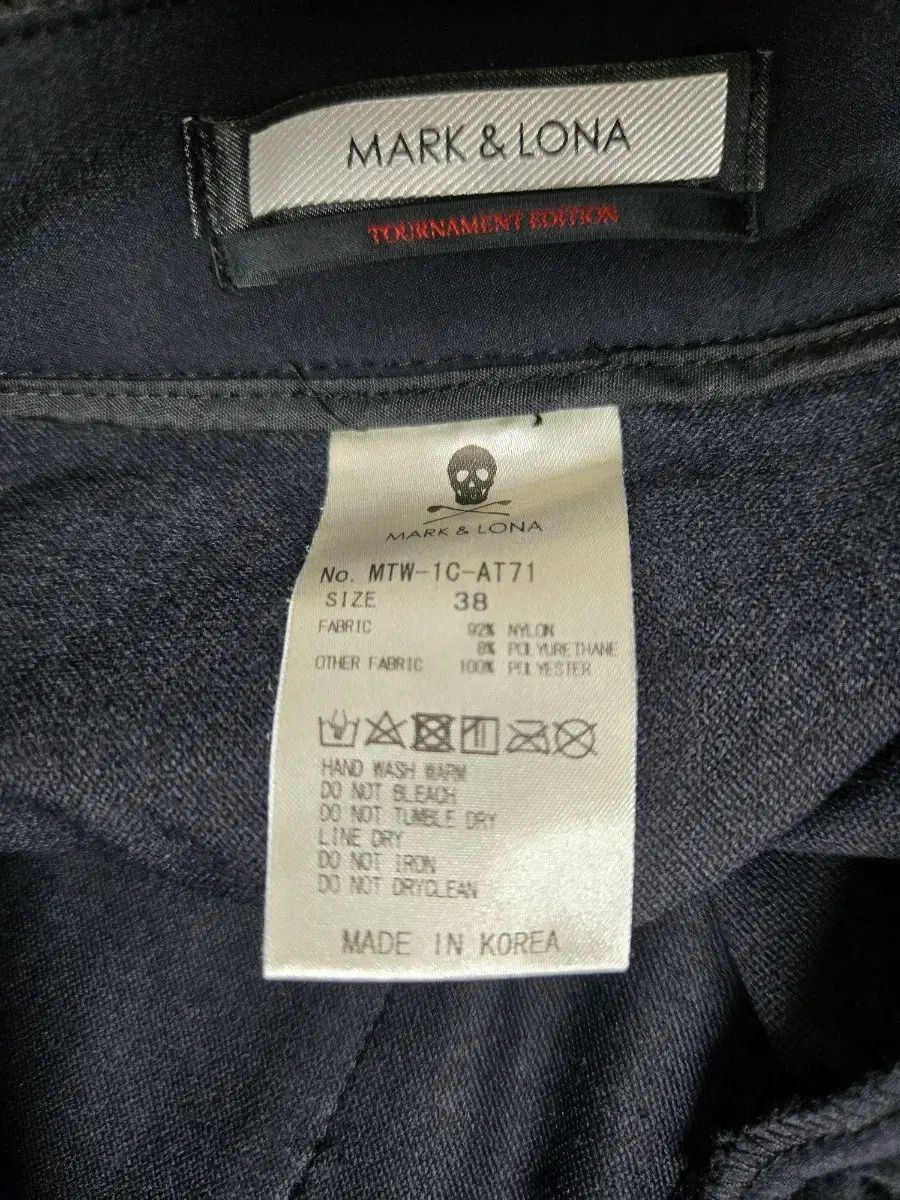 MARK & LONA
TOURNAMENT EDITION
MARK & LONA
No. MTW-1C-AT71
SIZE 38
FABRIC 92% NYLON
8% POLYURETHANE
OTHER FABRIC 100% POLYESTER
HAND WASH WARM
DO NOT BLEACH
DO NOT TUMBLE DRY
LINE DRY
DO NOT IRON
DO NOT DRYCLEAN
MADE IN KOREA